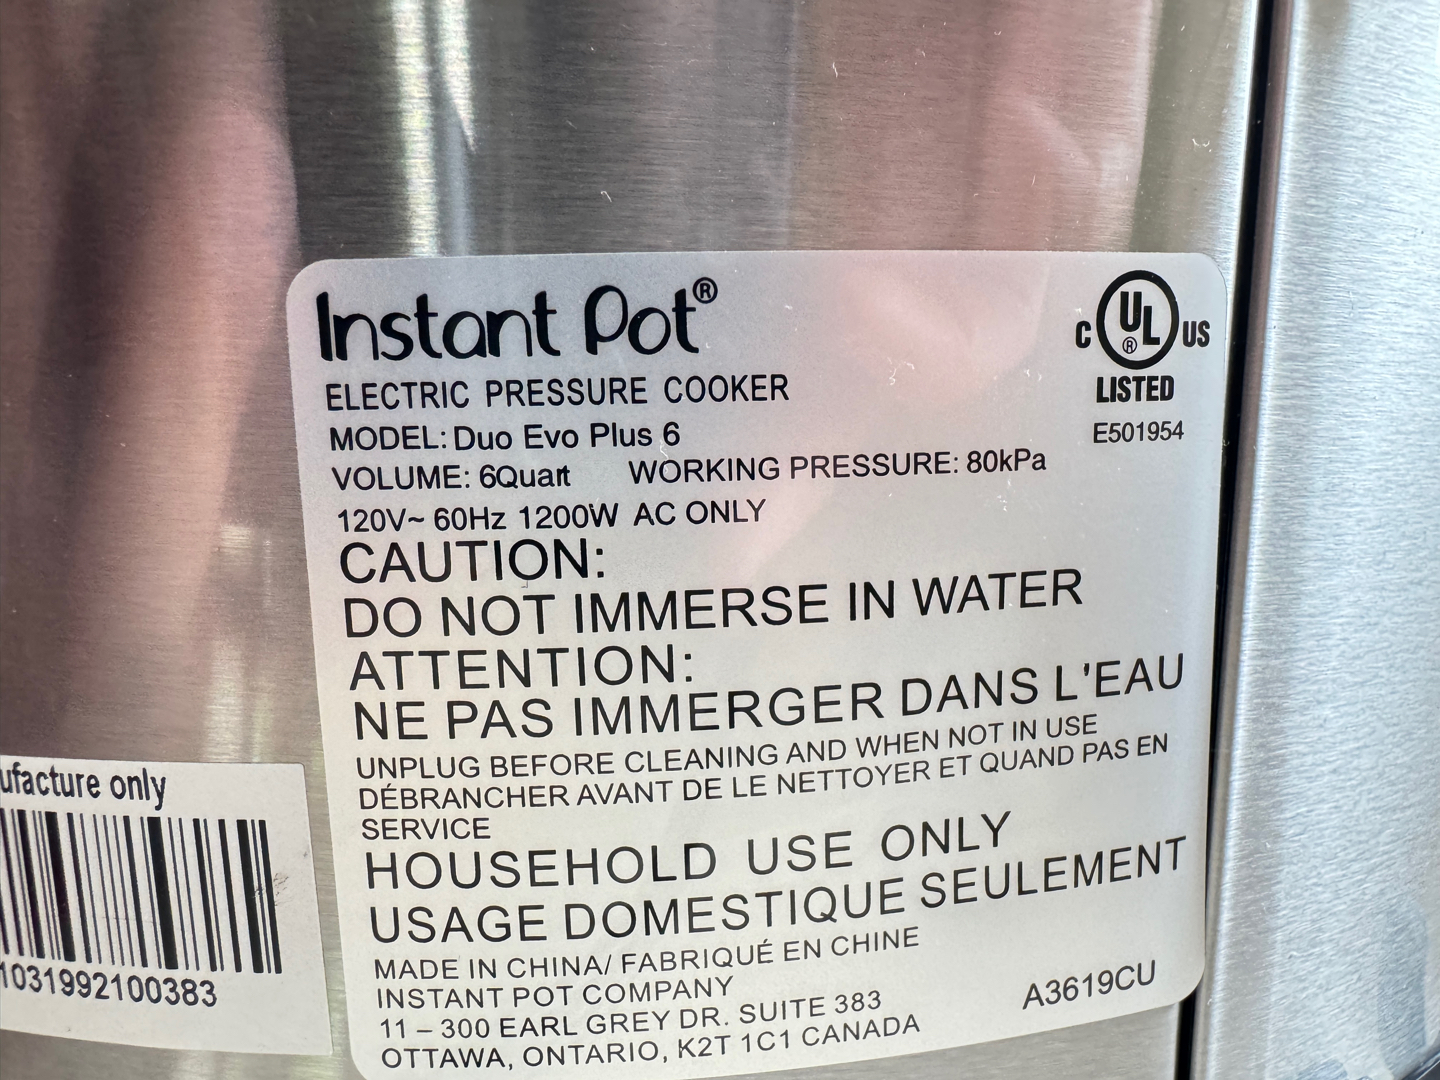 Instant Pot®
ELECTRIC PRESSURE COOKER
MODEL: Duo Evo Plus 6
VOLUME: 6Quart WORKING PRESSURE: 80kPa
120V~ 60Hz 1200W AC ONLY
C UL® US
LISTED
E501954
CAUTION:
DO NOT IMMERSE IN WATER
ATTENTION:
NE PAS IMMERGER DANS L'EAU
UNPLUG BEFORE CLEANING AND WHEN NOT IN USE
DÉBRANCHER AVANT DE LE NETTOYER ET QUAND PAS EN
SERVICE
HOUSEHOLD USE ONLY
USAGE DOMESTIQUE SEULEMENT
MADE IN CHINA/ FABRIQUÉ EN CHINE
INSTANT POT COMPANY
11 – 300 EARL GREY DR. SUITE 383
OTTAWA, ONTARIO, K2T 1C1 CANADA
A3619CU
ufacture only
1031992100383